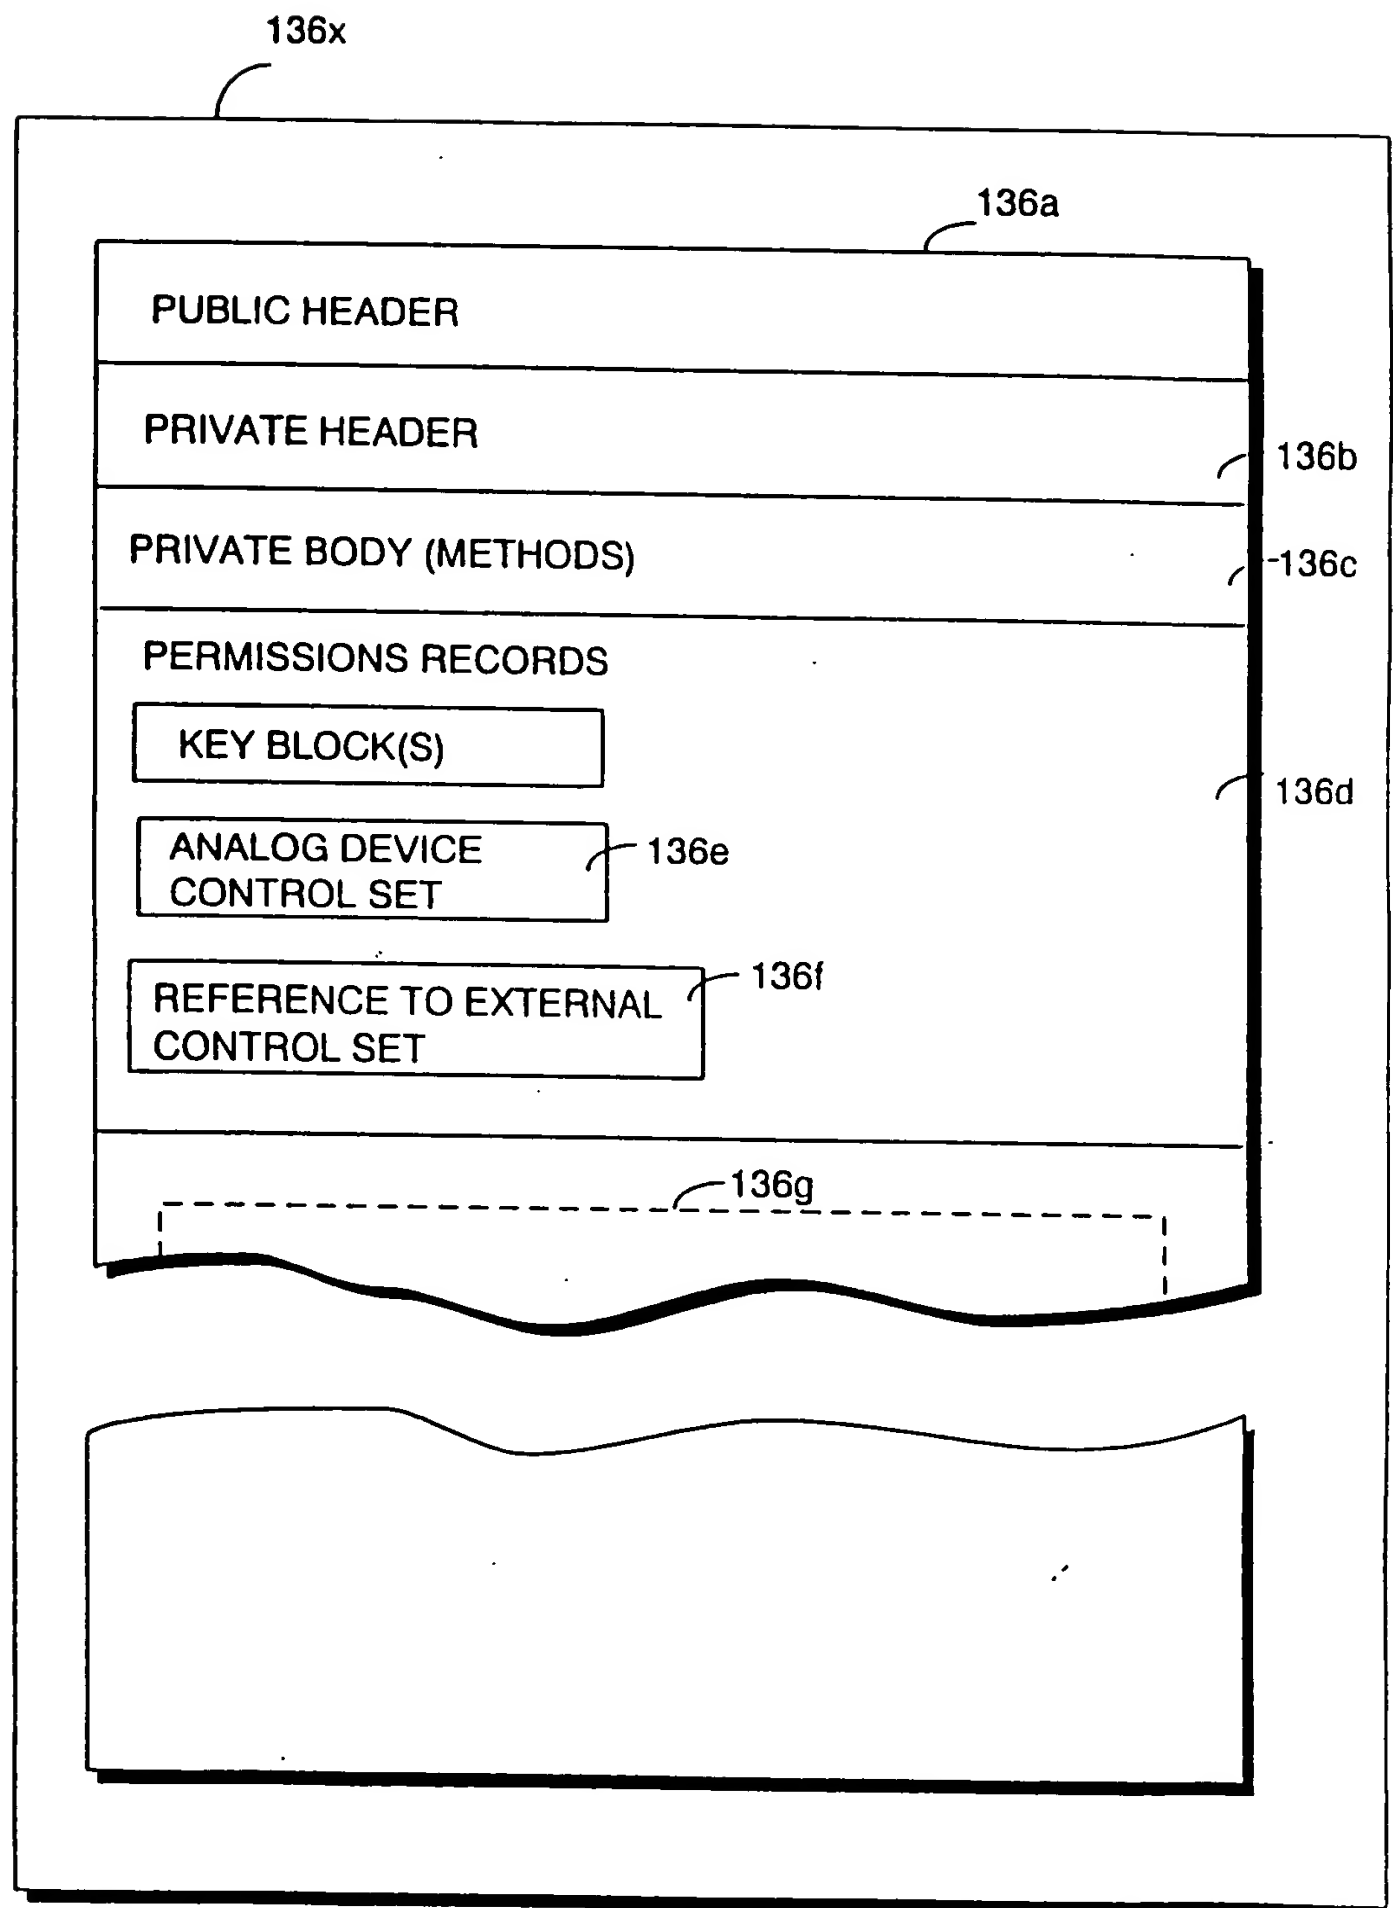 136x
136a
PUBLIC HEADER
PRIVATE HEADER
136b
PRIVATE BODY (METHODS)
136c
PERMISSIONS RECORDS
KEY BLOCK(S)
136d
ANALOG DEVICE
CONTROL SET
136e
REFERENCE TO EXTERNAL
CONTROL SET
136f
136g